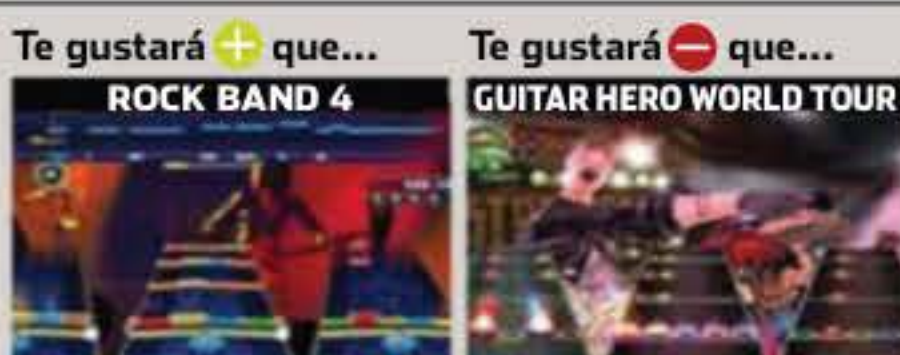 Te gustará + que...
ROCK BAND 4
Te gustará – que...
GUITAR HERO WORLD TOUR